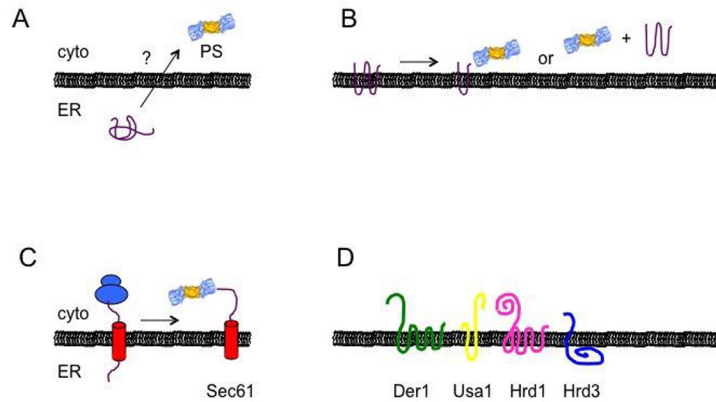 A
cyto
?
PS
ER
B
or
+
C
cyto
ER
Sec61
D
Der1 Usa1 Hrd1 Hrd3